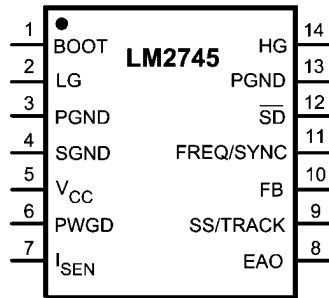 LM2745
1 BOOT HG 14
2 LG PGND 13
3 PGND S̅D̅ 12
4 SGND FREQ/SYNC 11
5 VCC FB 10
6 PWGD SS/TRACK 9
7 ISEN EAO 8